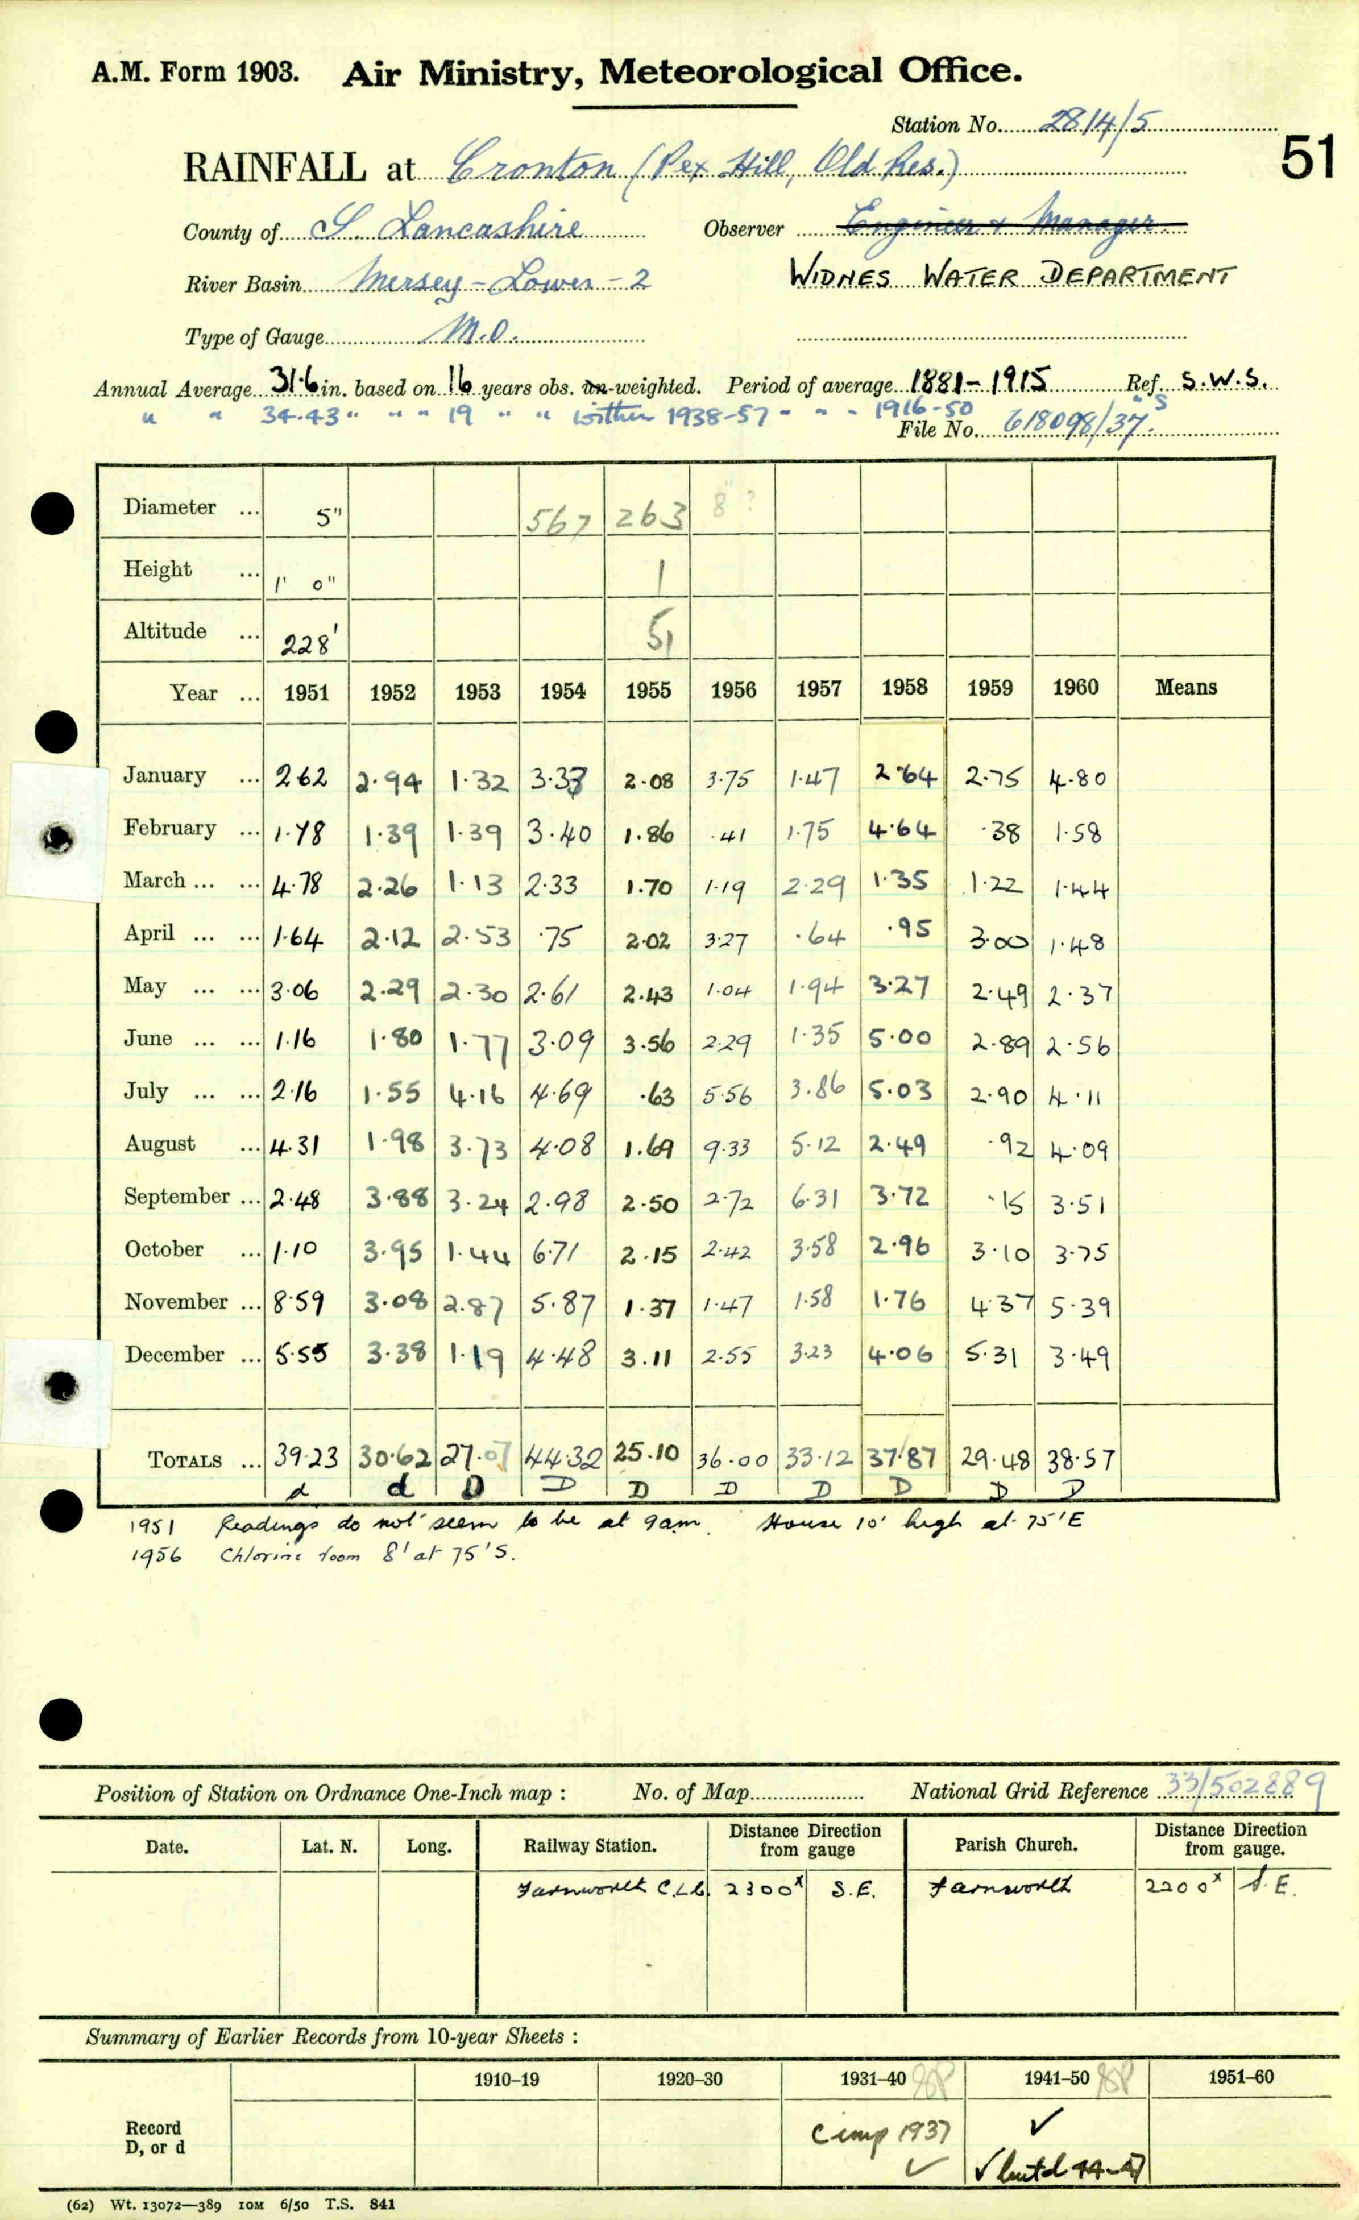 A.M. Form 1903. Air Ministry, Meteorological Office.
Station No. 2814/5
51
RAINFALL at Cronton (Pex Hill, Old Res.)
County of S. Lancashire Observer Engineer & Manager.
River Basin Mersey - Lower - 2 WIDNES WATER DEPARTMENT
Type of Gauge M.O.
Annual Average 31.6 in. based on 16 years obs. un-weighted. Period of average 1881-1915 Ref. S.W.S.
" " 34.43" " " 19 " " within 1938-57 " " " 1916-50 "S
File No. 618098/37.
Diameter ... 5" 567 263 8"?
Height ... 1' 0" 1
Altitude ... 228' 51
Year ... 1951 1952 1953 1954 1955 1956 1957 1958 1959 1960 Means
January ... 2.62 2.94 1.32 3.33 2.08 3.75 1.47 2.64 2.75 4.80
February ... 1.78 1.39 1.39 3.40 1.86 .41 1.75 4.64 .38 1.58
March ... ... 4.78 2.26 1.13 2.33 1.70 1.19 2.29 1.35 1.22 1.44
April ... ... 1.64 2.12 2.53 .75 2.02 3.27 .64 .95 3.00 1.48
May ... ... 3.06 2.29 2.30 2.61 2.43 1.04 1.94 3.27 2.49 2.37
June ... ... 1.16 1.80 1.77 3.09 3.56 2.29 1.35 5.00 2.89 2.56
July ... ... 2.16 1.55 4.16 4.69 .63 5.56 3.86 5.03 2.90 4.11
August ... 4.31 1.98 3.73 4.08 1.69 9.33 5.12 2.49 .92 4.09
September ... 2.48 3.88 3.24 2.98 2.50 2.72 6.31 3.72 .15 3.51
October ... 1.10 3.95 1.44 6.71 2.15 2.42 3.58 2.96 3.10 3.75
November ... 8.59 3.08 2.87 5.87 1.37 1.47 1.58 1.76 4.37 5.39
December ... 5.55 3.38 1.19 4.48 3.11 2.55 3.23 4.06 5.31 3.49
TOTALS ... 39.23 30.62 27.07 44.32 25.10 36.00 33.12 37.87 29.48 38.57
d d D D D D D D D D
1951 Readings do not seem to be at 9am. House 10' high at 75'E
1956 Chlorine room 8' at 75'S.
Position of Station on Ordnance One-Inch map : No. of Map National Grid Reference 33/502889
Date. Lat. N. Long. Railway Station. Distance from Direction gauge Parish Church. Distance from Direction gauge.
Farnworth C.L.C. 2300x S.E. Farnworth 2200x S.E.
Summary of Earlier Records from 10-year Sheets :
1910-19 1920-30 1931-40 1941-50 1951-60
Record
D, or d
Comp 1937 ✓
✓ ✓ but d 44-47
(62) Wt. 13072—389 10M 6/50 T.S. 841